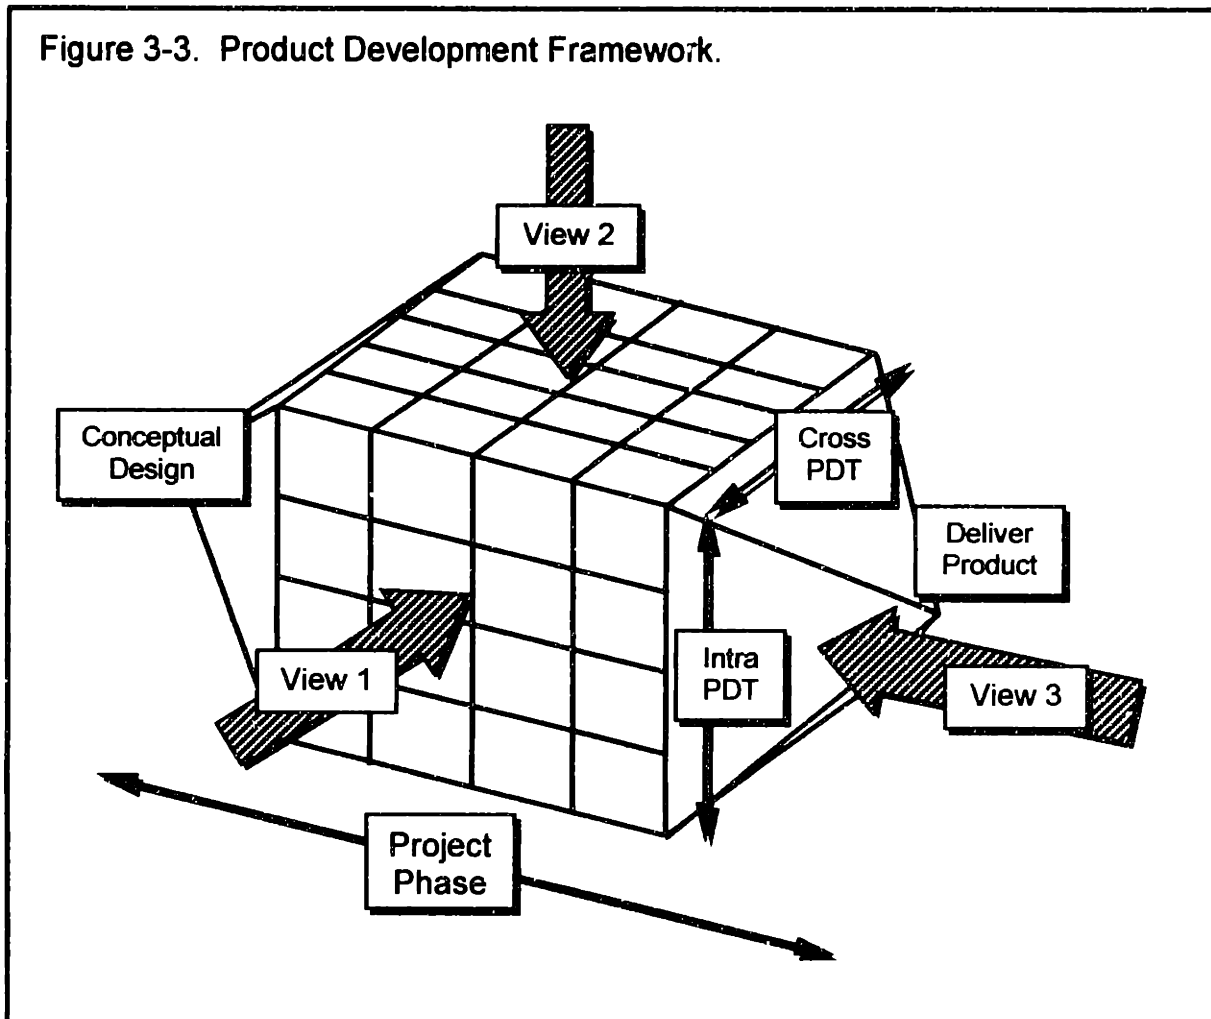 Figure 3-3. Product Development Framework.
View 2
Conceptual
Design
Cross
PDT
Deliver
Product
Intra
PDT
View 1
View 3
Project
Phase